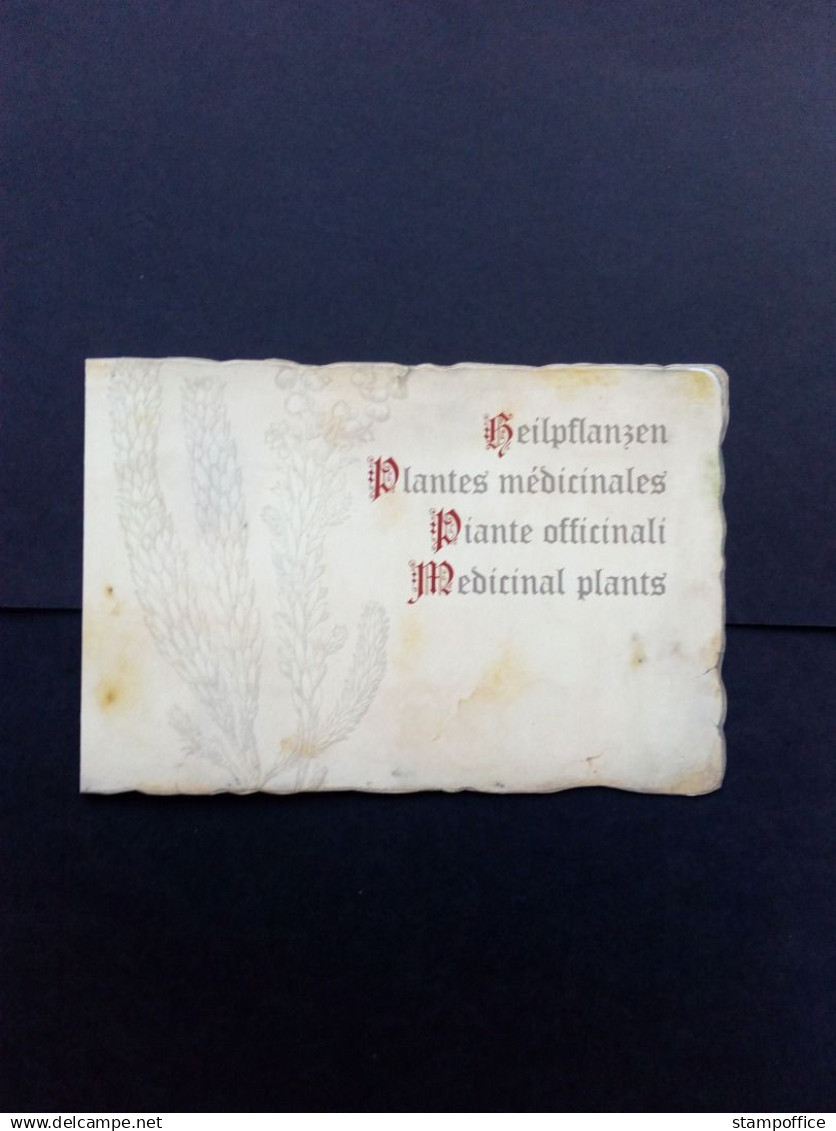 Heilpflanzen
Plantes médicinales
Piante officinali
Medicinal plants
www.delcampe.net
stampoffice